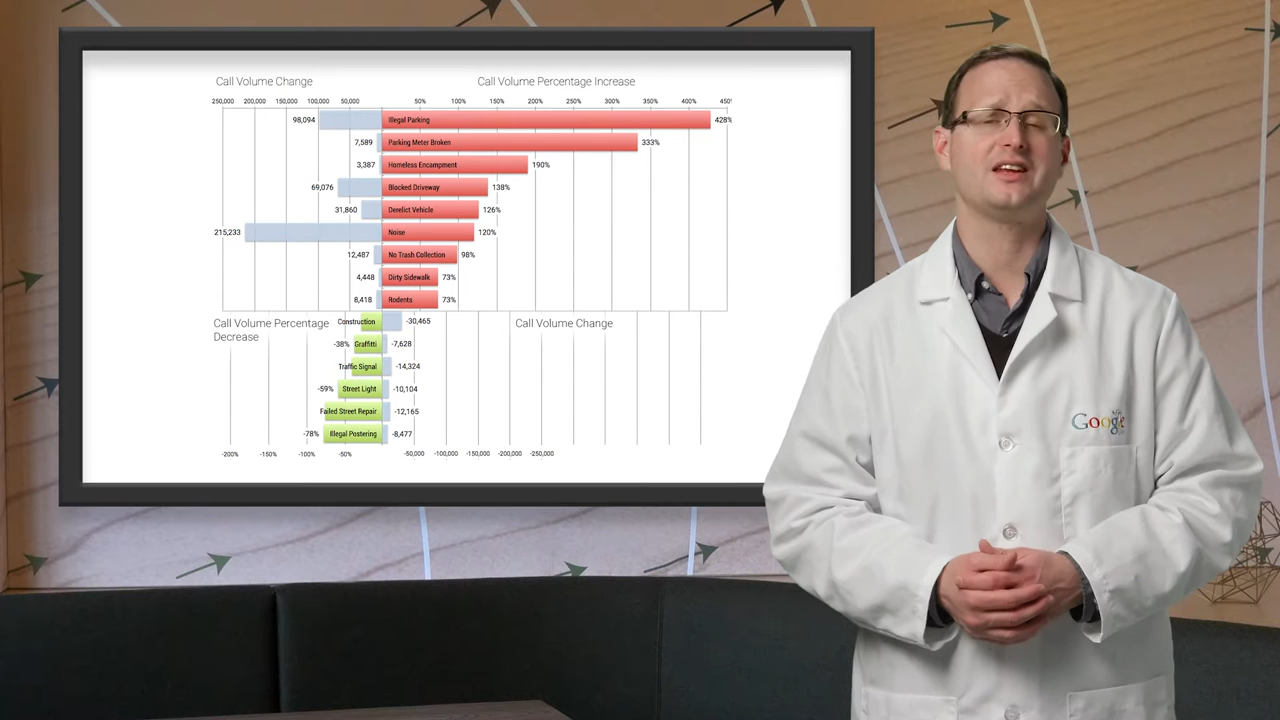 Call Volume Change
Call Volume Percentage Increase
250,000 200,000 150,000 100,000 50,000 50% 100% 150% 200% 250% 300% 350% 400% 450%
98,094 Illegal Parking 428%
7,589 Parking Meter Broken 333%
3,387 Homeless Encampment 190%
69,076 Blocked Driveway 138%
31,860 Derelict Vehicle 126%
215,233 Noise 120%
12,487 No Trash Collection 98%
4,448 Dirty Sidewalk 73%
8,418 Rodents 73%
Call Volume Percentage
Decrease
Call Volume Change
Construction -30,465
-38% Graffitti -7,628
Traffic Signal -14,324
-59% Street Light -10,104
Failed Street Repair -12,165
-78% Illegal Postering -8,477
-200% -150% -100% -50% -50,000 -100,000 -150,000 -200,000 -250,000
Google